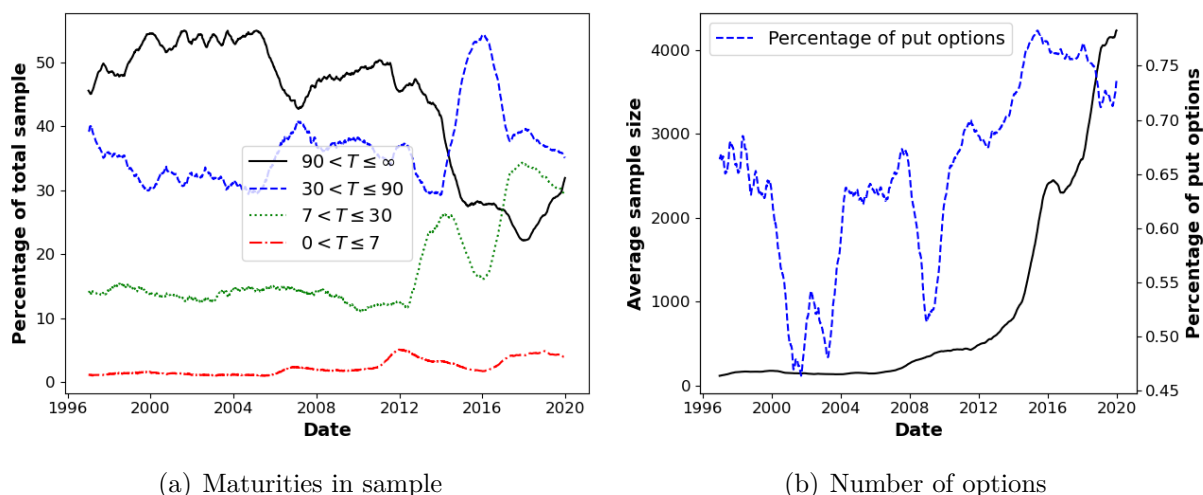 Percentage of total sample
50
40
30
20
10
0
90 < T ≤ ∞
30 < T ≤ 90
7 < T ≤ 30
0 < T ≤ 7
1996 2000 2004 2008 2012 2016 2020
Date
(a) Maturities in sample
Average sample size
4000
3000
2000
1000
0
Percentage of put options
0.75
0.70
0.65
0.60
0.55
0.50
0.45
Percentage of put options
1996 2000 2004 2008 2012 2016 2020
Date
(b) Number of options